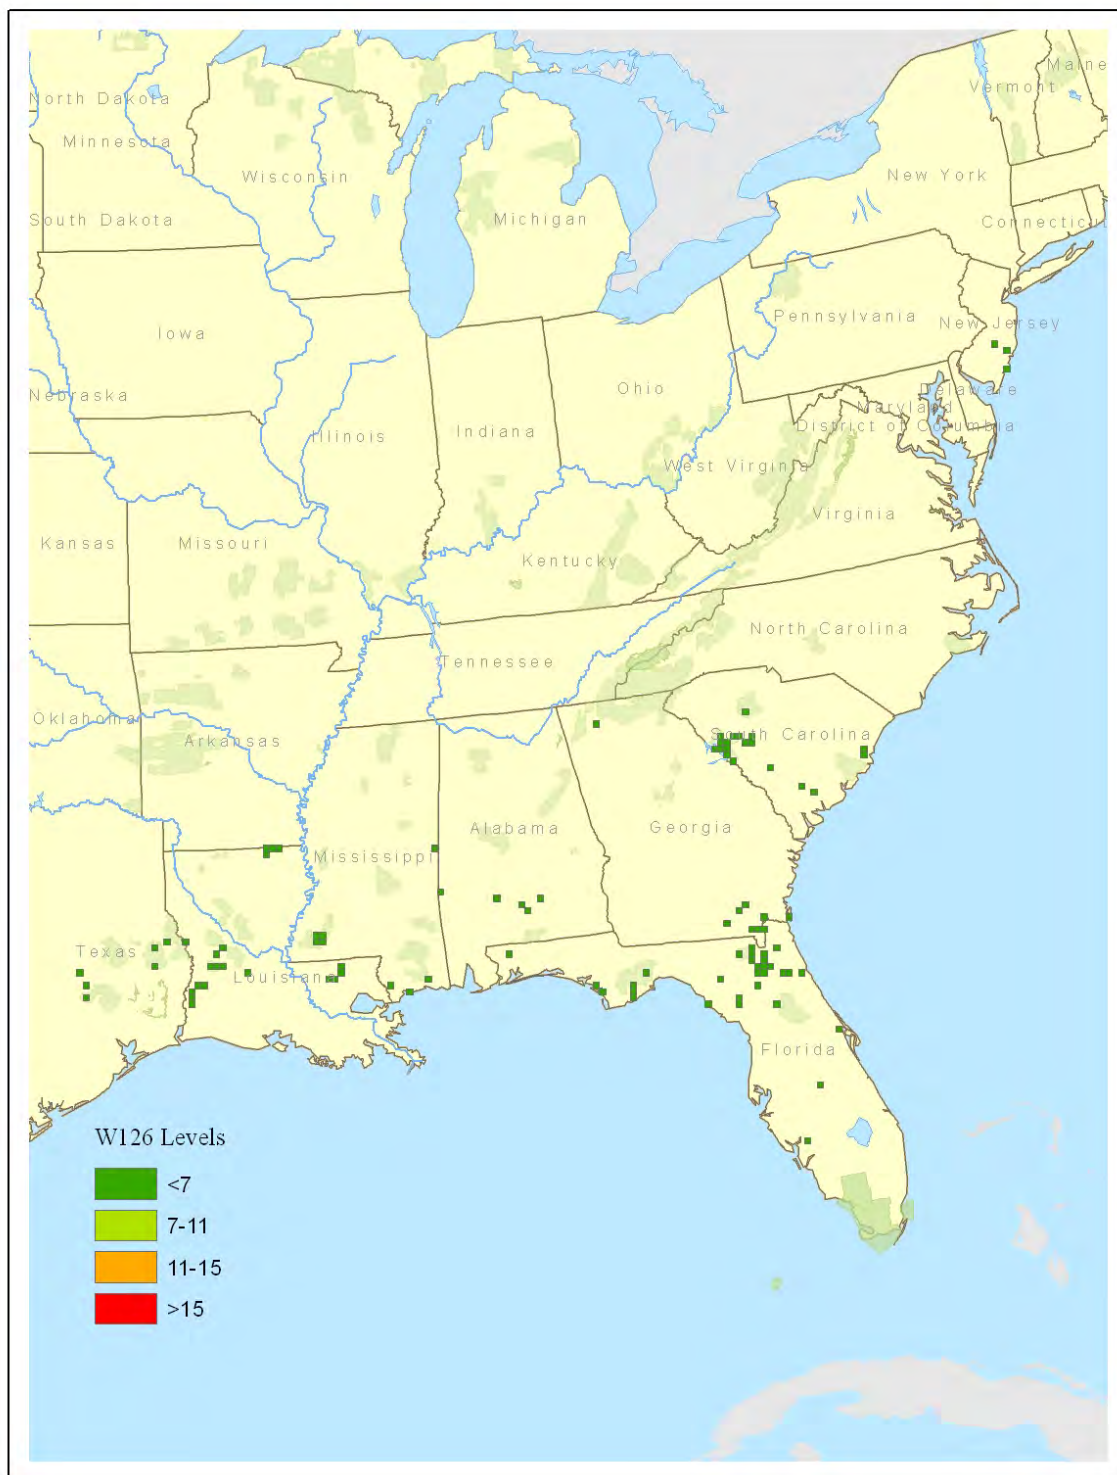 Maine
Vermont
North Dakota
Minnesota
Wisconsin
New York
South Dakota
Michigan
Connecticut
Pennsylvania
New Jersey
Iowa
Nebraska
Ohio
Delaware
Maryland
Illinois
Indiana
District of Columbia
West Virginia
Virginia
Kansas
Missouri
Kentucky
North Carolina
Tennessee
Oklahoma
Arkansas
South Carolina
Mississippi
Alabama
Georgia
Texas
Louisiana
Florida
W126 Levels
<7
7-11
11-15
>15